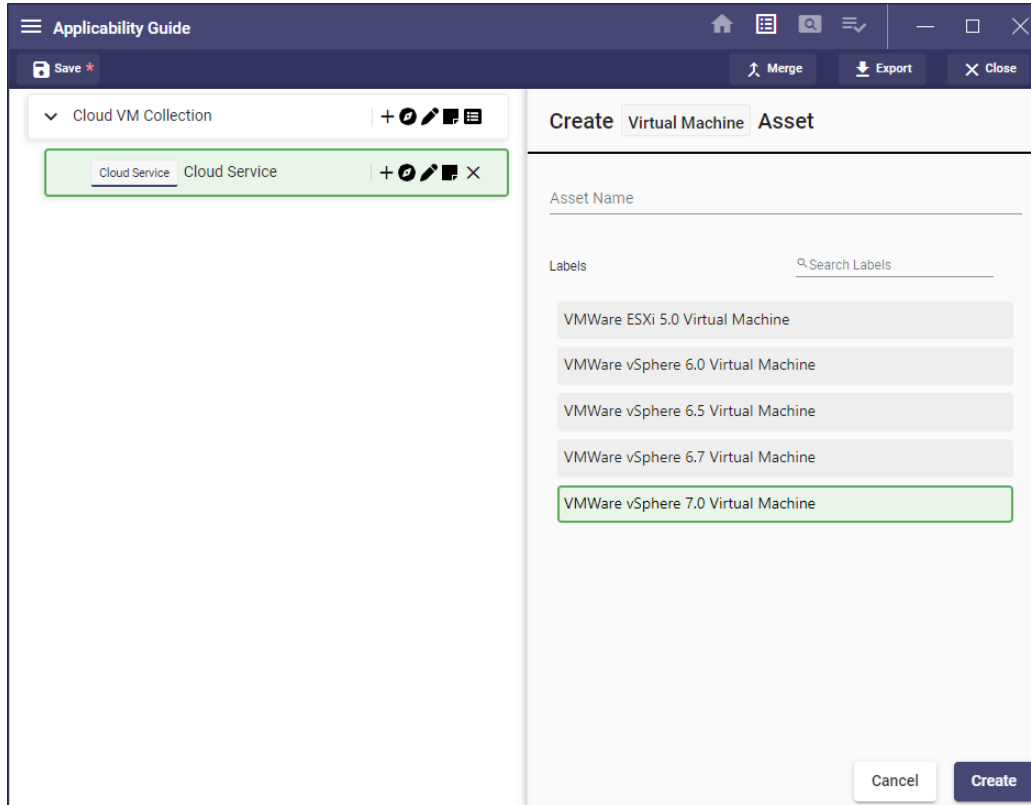 Applicability Guide
Save *
Merge
Export
Close
Cloud VM Collection
Cloud Service Cloud Service
Create Virtual Machine Asset
Asset Name
Labels
Search Labels
VMWare ESXi 5.0 Virtual Machine
VMWare vSphere 6.0 Virtual Machine
VMWare vSphere 6.5 Virtual Machine
VMWare vSphere 6.7 Virtual Machine
VMWare vSphere 7.0 Virtual Machine
Cancel
Create